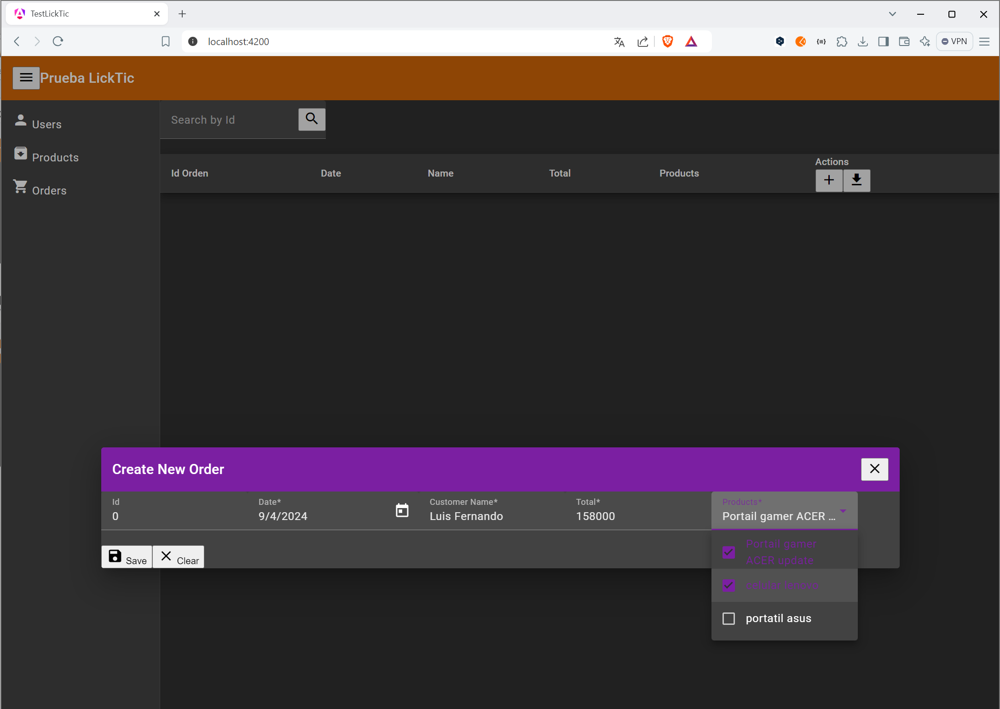 TestLickTic
localhost:4200
VPN
Prueba LickTic
Users
Products
Orders
Search by Id
Id Orden
Date
Name
Total
Products
Actions
Create New Order
Id
0
Date*
9/4/2024
Customer Name*
Luis Fernando
Total*
158000
Products*
Portail gamer ACER ...
Save
Clear
Portail gamer
ACER update
celular lenovo
portatil asus